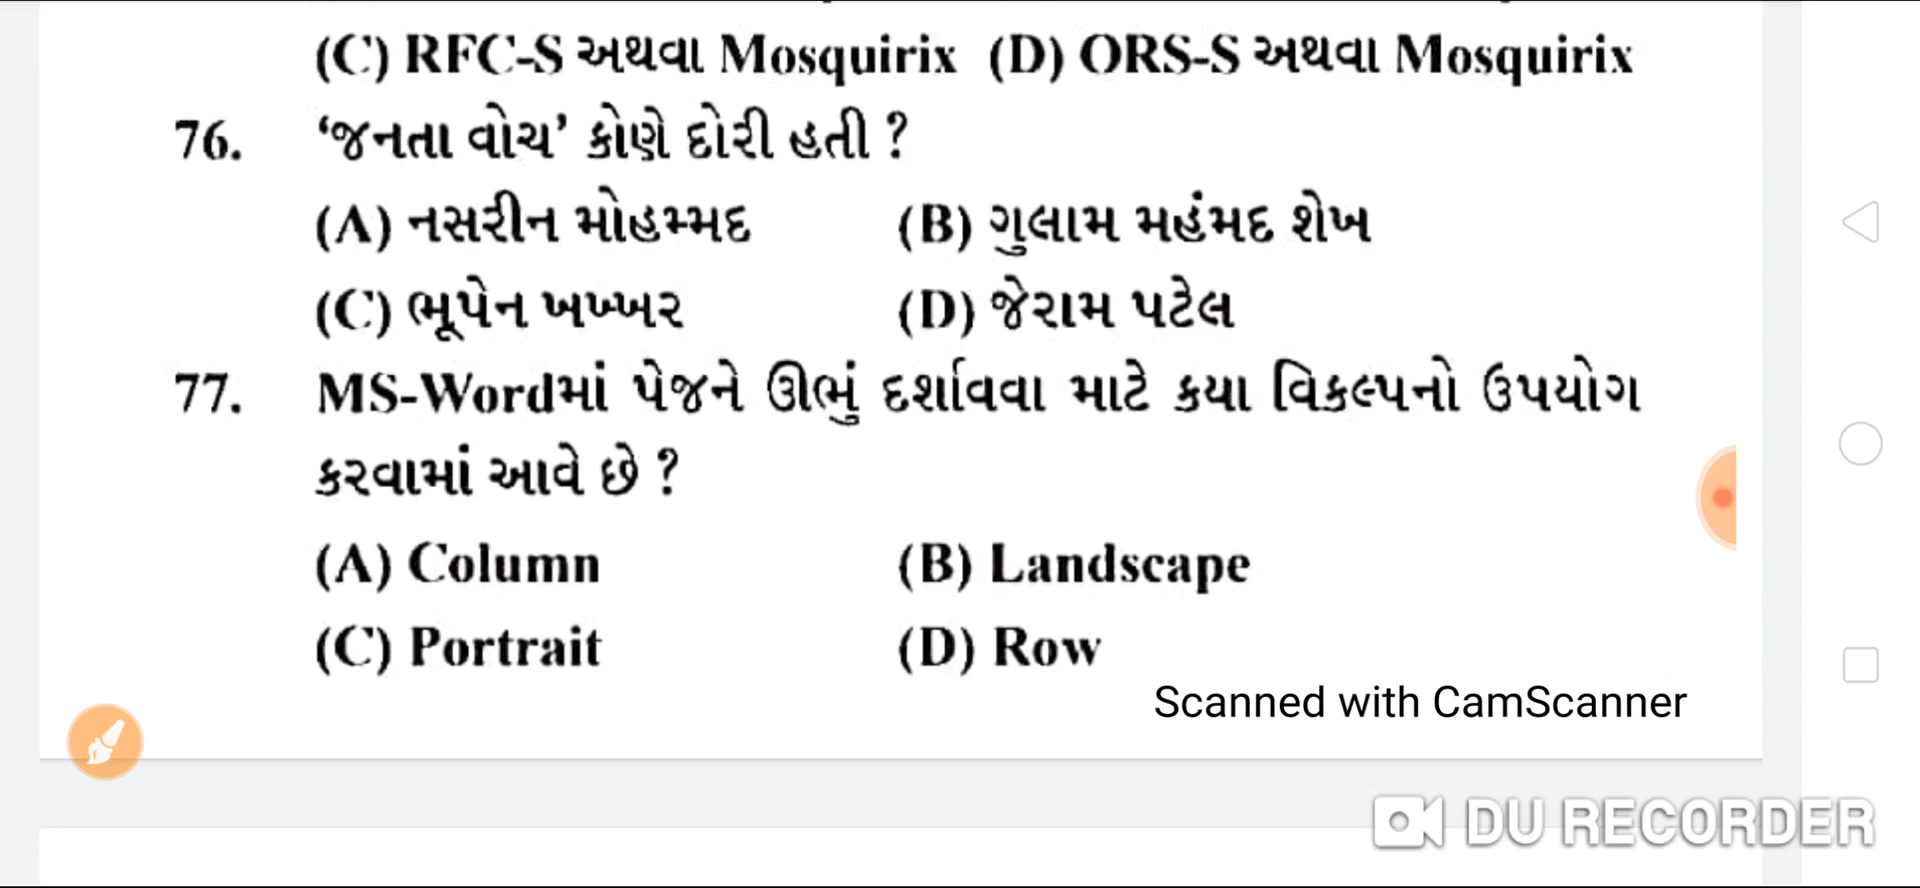 (C) RFC-S અથવા Mosquirix (D) ORS-S અથવા Mosquirix
76. ‘જનતા વોચ’ કોણે દોરી હતી ?
(A) નસરીન મોહમ્મદ (B) ગુલામ મહંમદ શેખ
(C) ભૂપેન ખખ્ખર (D) જેરામ પટેલ
77. MS-Wordમાં પેજને ઊભું દર્શાવવા માટે કયા વિકલ્પનો ઉપયોગ
કરવામાં આવે છે ?
(A) Column (B) Landscape
(C) Portrait (D) Row
Scanned with CamScanner
DU RECORDER